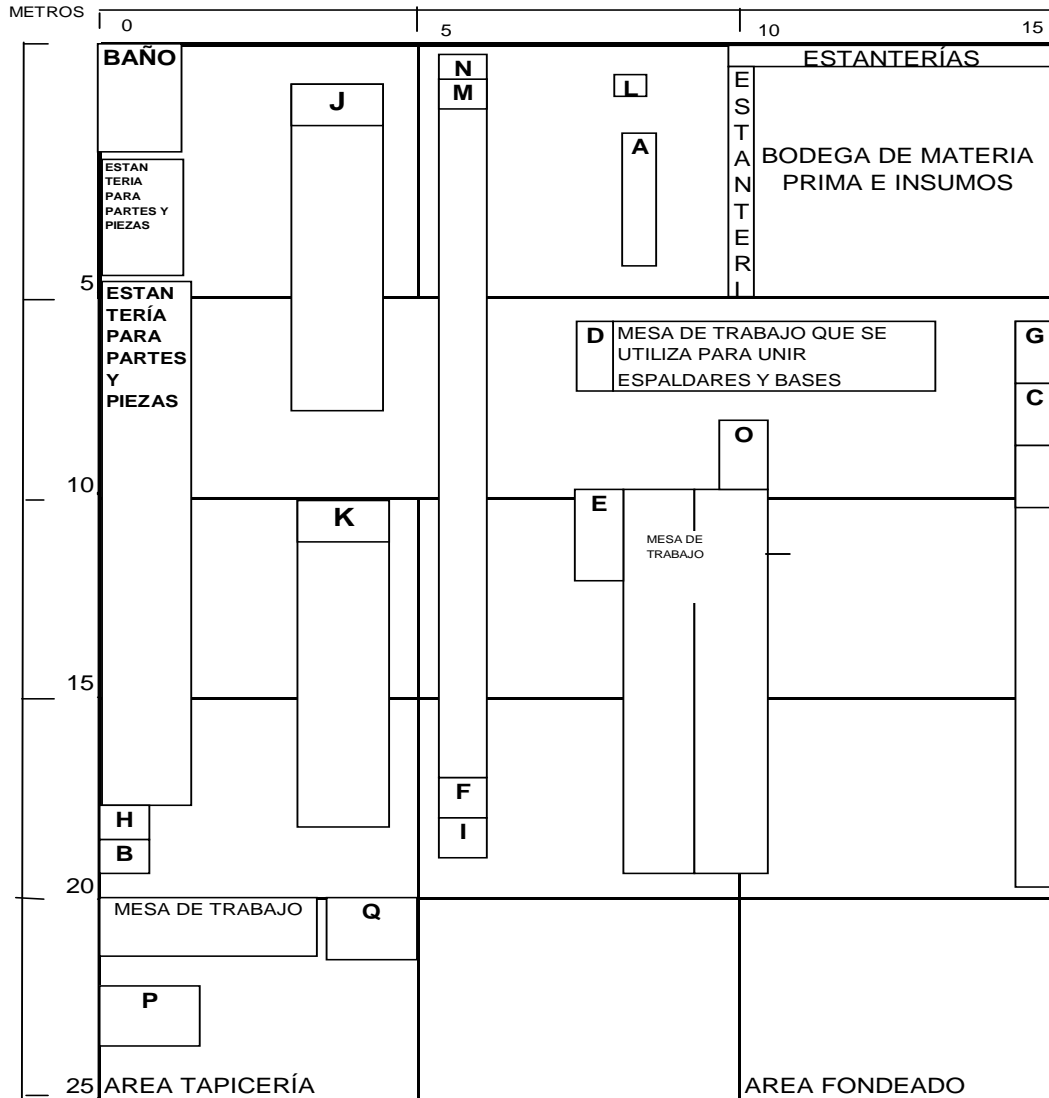 METROS
0
5
10
15
BAÑO
N
M
J
L
A
ESTANTERÍAS
E
S
T
A
N
T
E
R
I
BODEGA DE MATERIA
PRIMA E INSUMOS
ESTAN
TERIA
PARA
PARTES Y
PIEZAS
5
ESTAN
TERÍA
PARA
PARTES
Y
PIEZAS
D
MESA DE TRABAJO QUE SE
UTILIZA PARA UNIR
ESPALDARES Y BASES
G
C
O
10
K
E
MESA DE
TRABAJO
15
F
I
H
B
20
MESA DE TRABAJO
Q
P
25
AREA TAPICERÍA
AREA FONDEADO